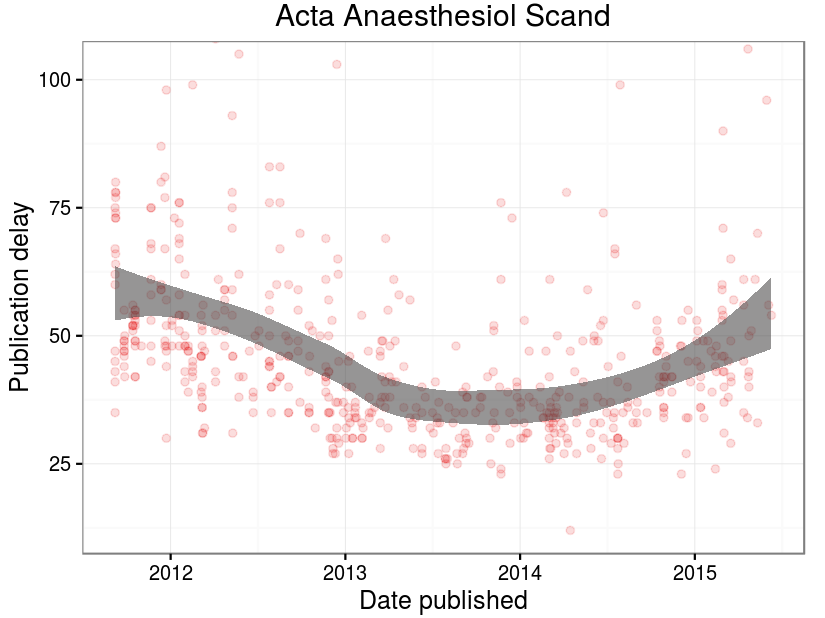 Acta Anaesthesiol Scand
Publication delay
100
75
50
25
2012 2013 2014 2015
Date published